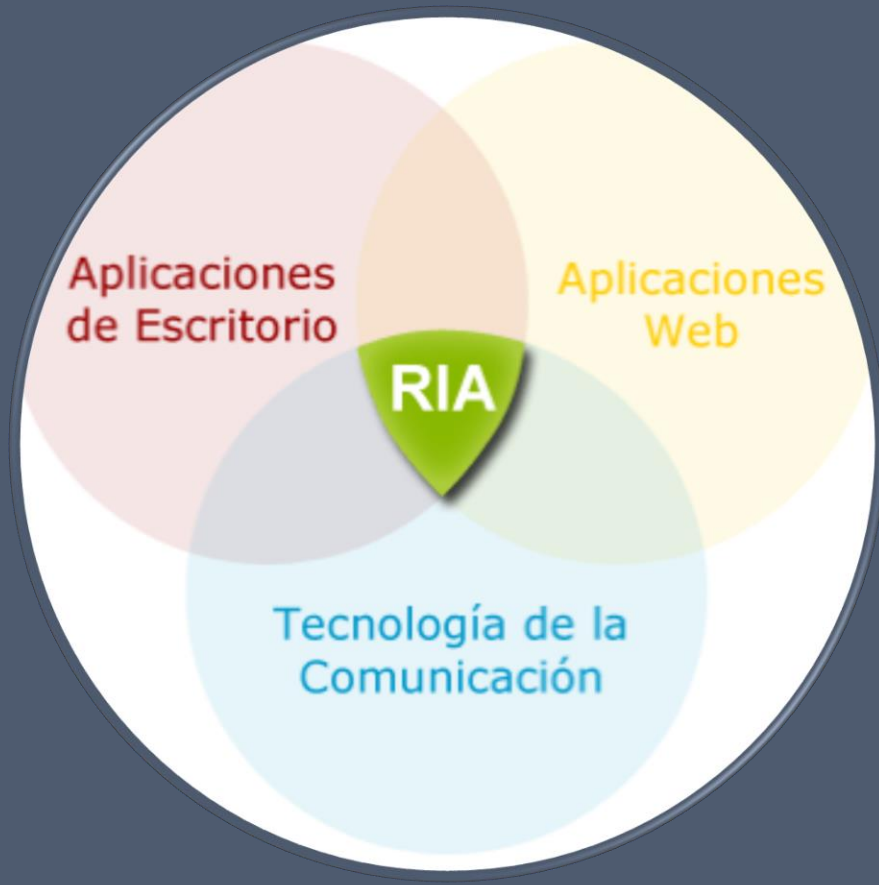 Aplicaciones
de Escritorio
Aplicaciones
Web
RIA
Tecnología de la
Comunicación